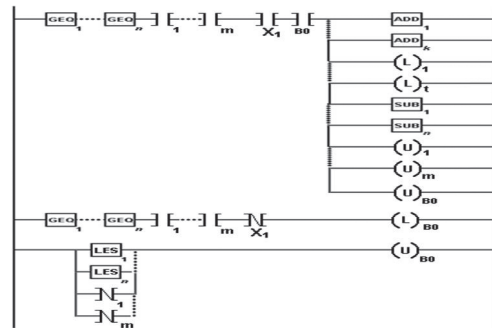 GEQ 1 GEQ n 1 m X1 B0 ADD 1
ADD k
L 1
L t
SUB 1
SUB n
U 1
U m
U B0
GEQ 1 GEQ n 1 m X1 L B0
LES 1 U B0
LES n
N 1
N m